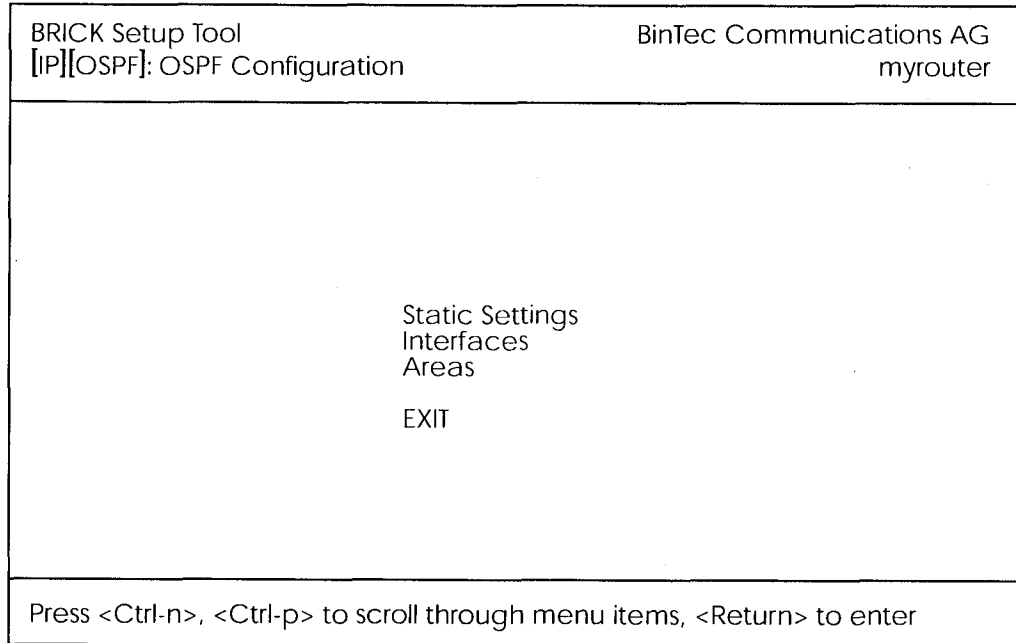 BRICK Setup Tool BinTec Communications AG
[IP][OSPF]: OSPF Configuration myrouter
Static Settings
Interfaces
Areas
EXIT
Press <Ctrl-n>, <Ctrl-p> to scroll through menu items, <Return> to enter